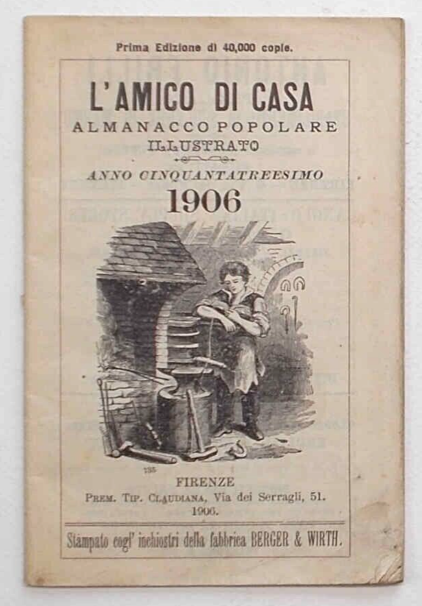 Prima Edizione di 40,000 copie.
L'AMICO DI CASA
ALMANACCO POPOLARE
ILLUSTRATO
ANNO CINQUANTATREESIMO
1906
FIRENZE
PREM. TIP. CLAUDIANA, Via dei Serragli, 51.
1906.
Stampato cogl' inchiostri della fabbrica BERGER & WIRTH.